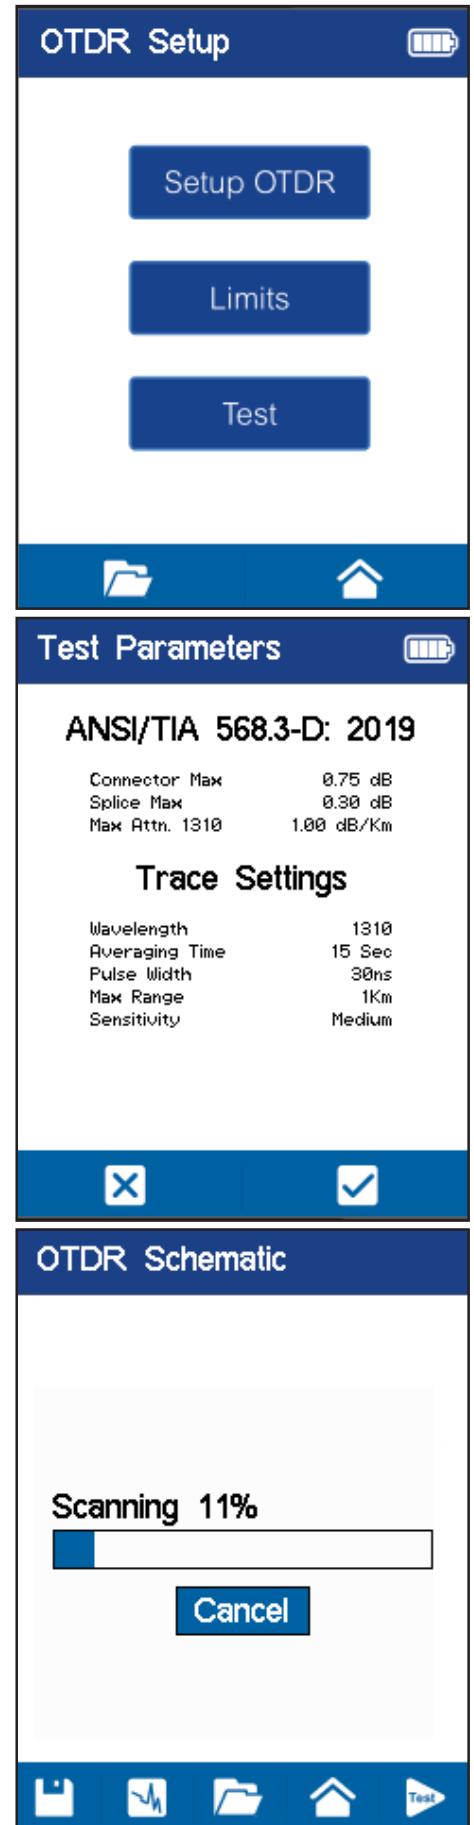 OTDR Setup
Setup OTDR
Limits
Test
Test Parameters
ANSI/TIA 568.3-D: 2019
Connector Max 0.75 dB
Splice Max 0.30 dB
Max Attn. 1310 1.00 dB/Km
Trace Settings
Wavelength 1310
Averaging Time 15 Sec
Pulse Width 30ns
Max Range 1Km
Sensitivity Medium
OTDR Schematic
Scanning 11%
Cancel
Test